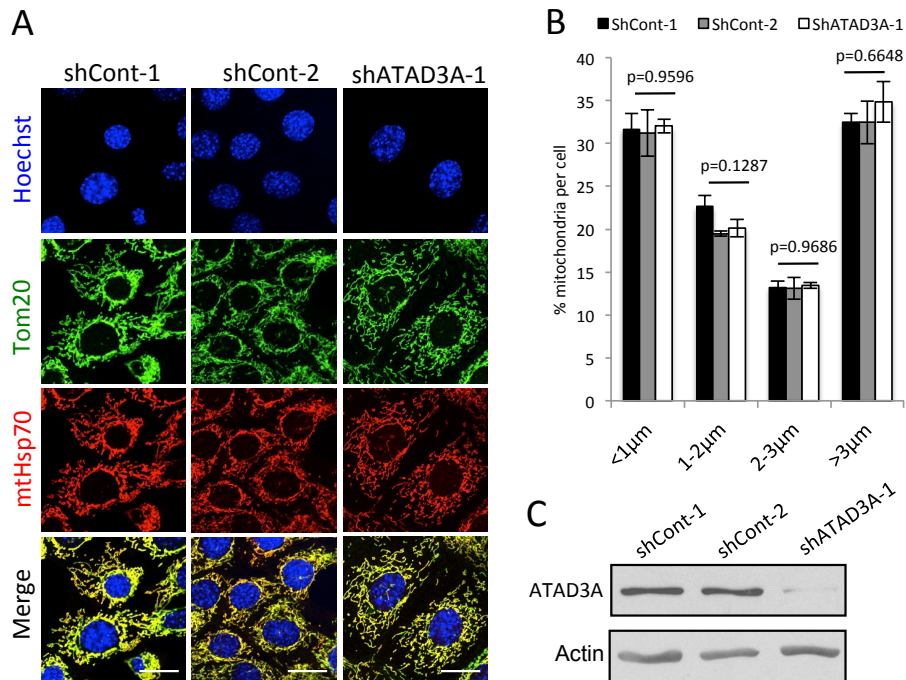 A
shCont-1 shCont-2 shATAD3A-1
Hoechst
Tom20
mtHsp70
Merge
B
ShCont-1 ShCont-2 ShATAD3A-1
% mitochondria per cell
40
35
30
25
20
15
10
5
0
p=0.9596
p=0.1287
p=0.9686
p=0.6648
<1μm 1-2μm 2-3μm >3μm
C
shCont-1 shCont-2 shATAD3A-1
ATAD3A
Actin